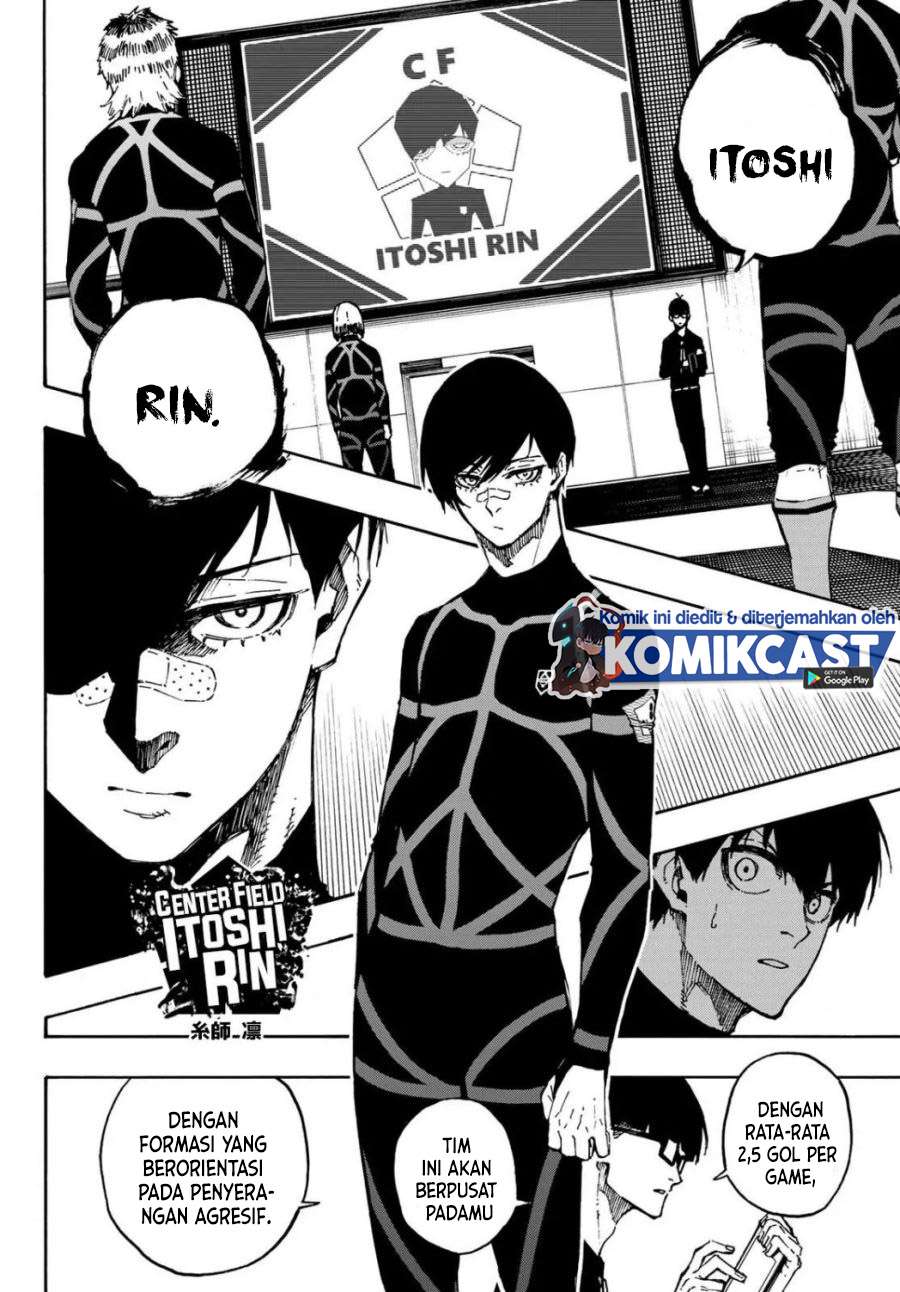 CF
ITOSHI RIN
ITOSHI
RIN.
Komik ini diedit & diterjemahkan oleh
KOMIKCAST
GET IT ON
Google Play
CENTER FIELD
ITOSHI
RIN
糸師 凛
DENGAN
RATA-RATA
2,5 GOL PER
GAME,
TIM
INI AKAN
BERPUSAT
PADAMU
DENGAN
FORMASI YANG
BERORIENTASI
PADA PENYERA-
NGAN AGRESIF.